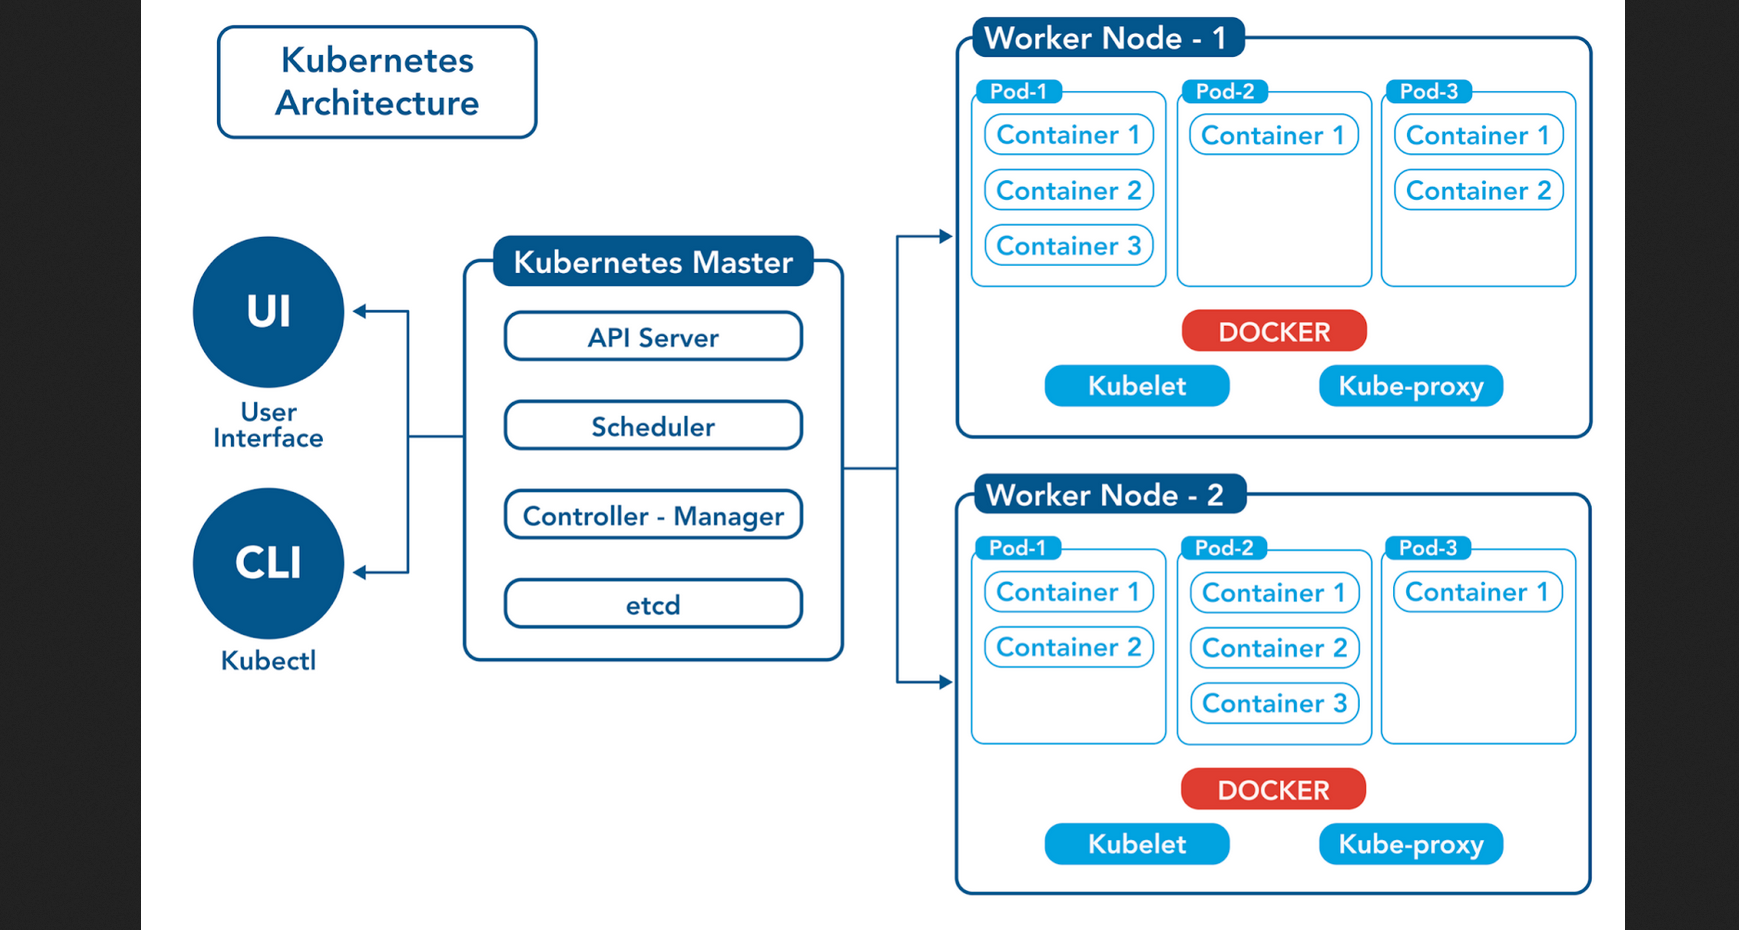 Kubernetes
Architecture
UI
User
Interface
CLI
Kubectl
Kubernetes Master
API Server
Scheduler
Controller - Manager
etcd
Worker Node - 1
Pod-1
Container 1
Container 2
Container 3
Pod-2
Container 1
Pod-3
Container 1
Container 2
DOCKER
Kubelet
Kube-proxy
Worker Node - 2
Pod-1
Container 1
Container 2
Pod-2
Container 1
Container 2
Container 3
Pod-3
Container 1
DOCKER
Kubelet
Kube-proxy